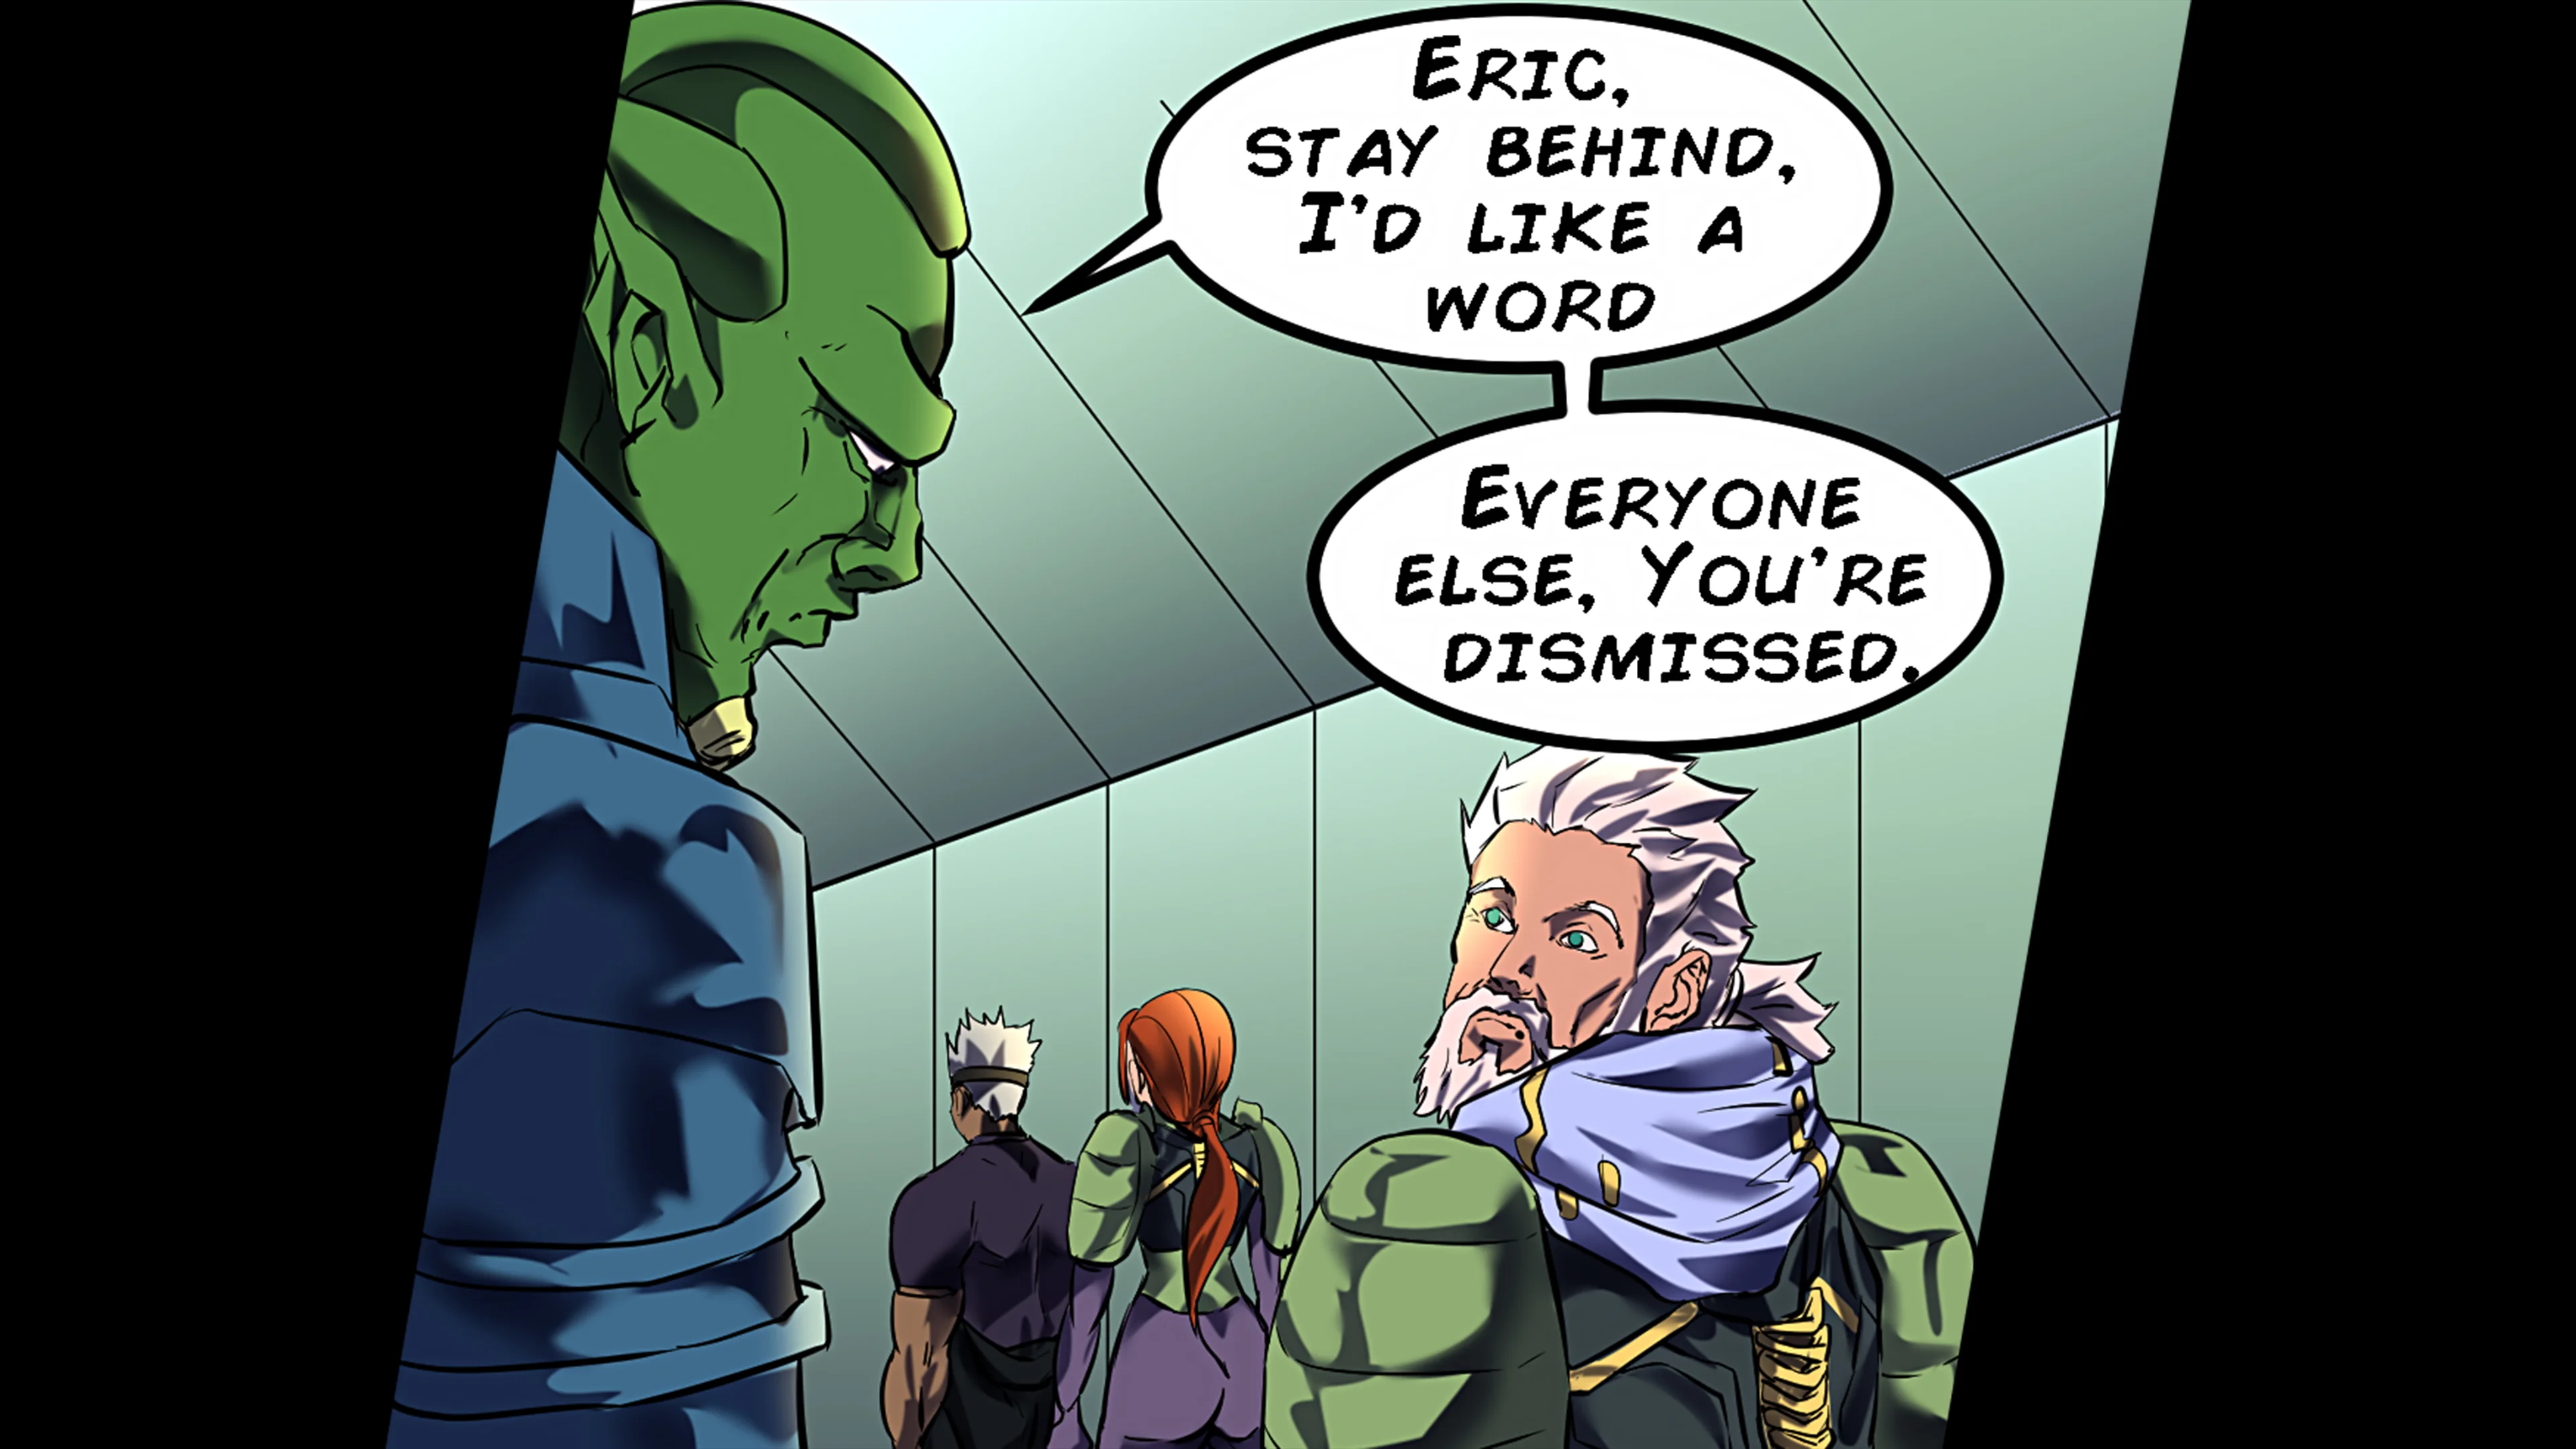 ERIC,
STAY BEHIND,
I'D LIKE A
WORD
EVERYONE
ELSE, YOU'RE
DISMISSED.